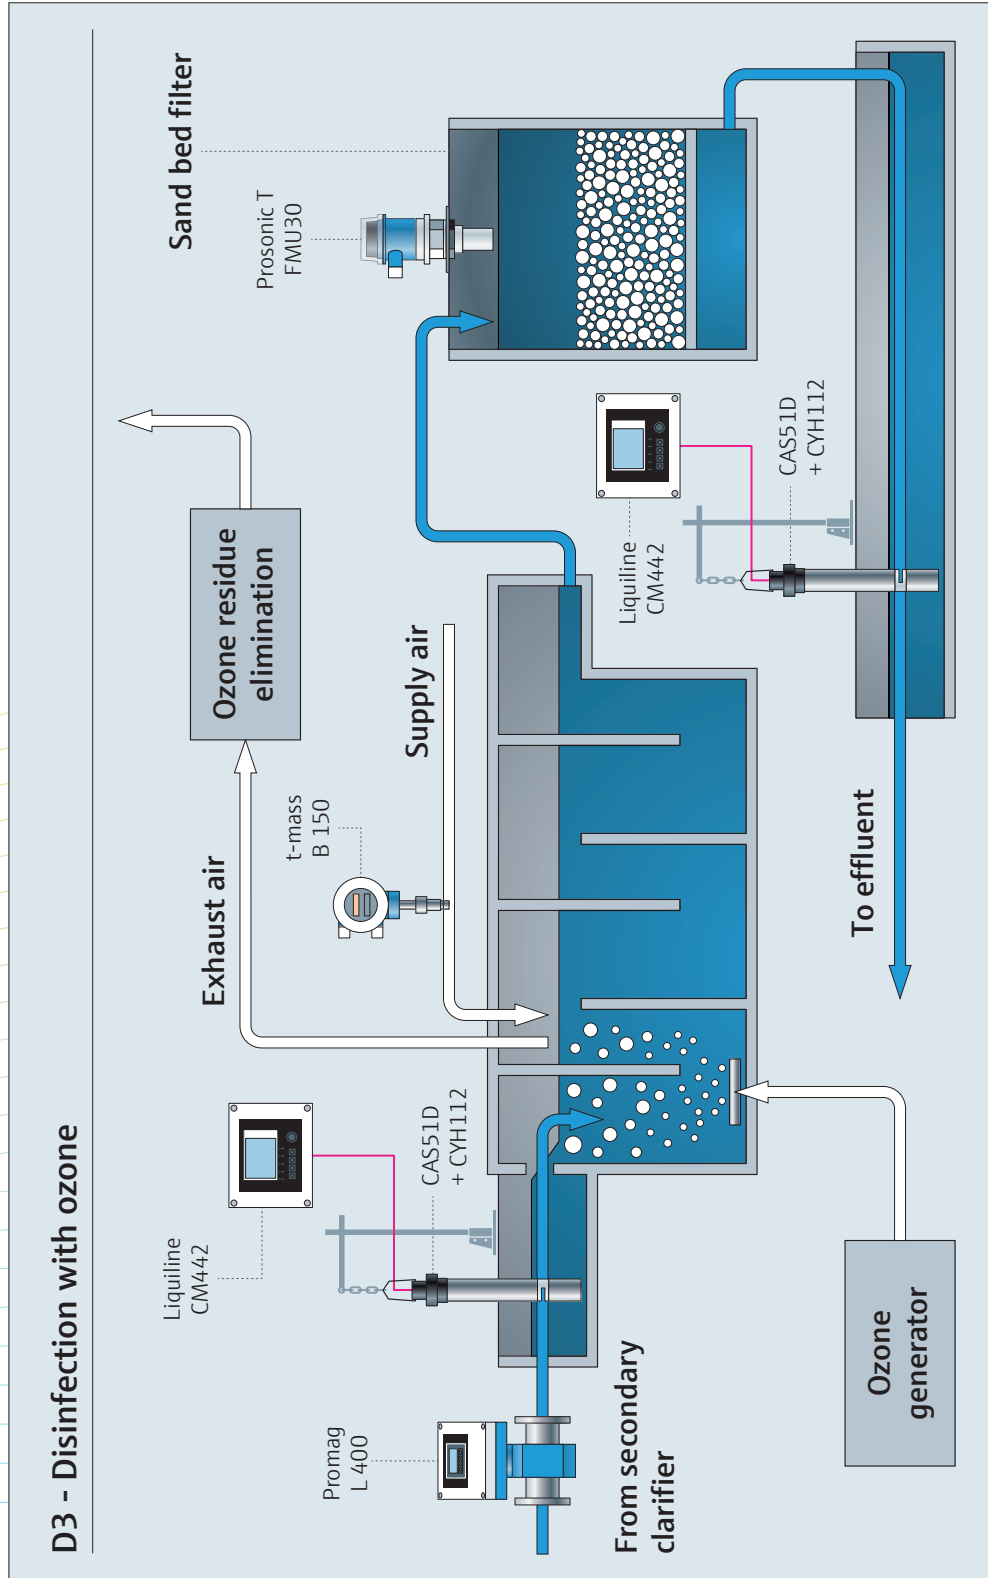 D3 - Disinfection with ozone
Liquiline
CM442
Promag
L 400
CAS51D
+ CYH112
From secondary
clarifier
Ozone
generator
Exhaust air
t-mass
B 150
Supply air
Ozone residue
elimination
Sand bed filter
Prosonic T
FMU30
Liquiline
CM442
CAS51D
+ CYH112
To effluent